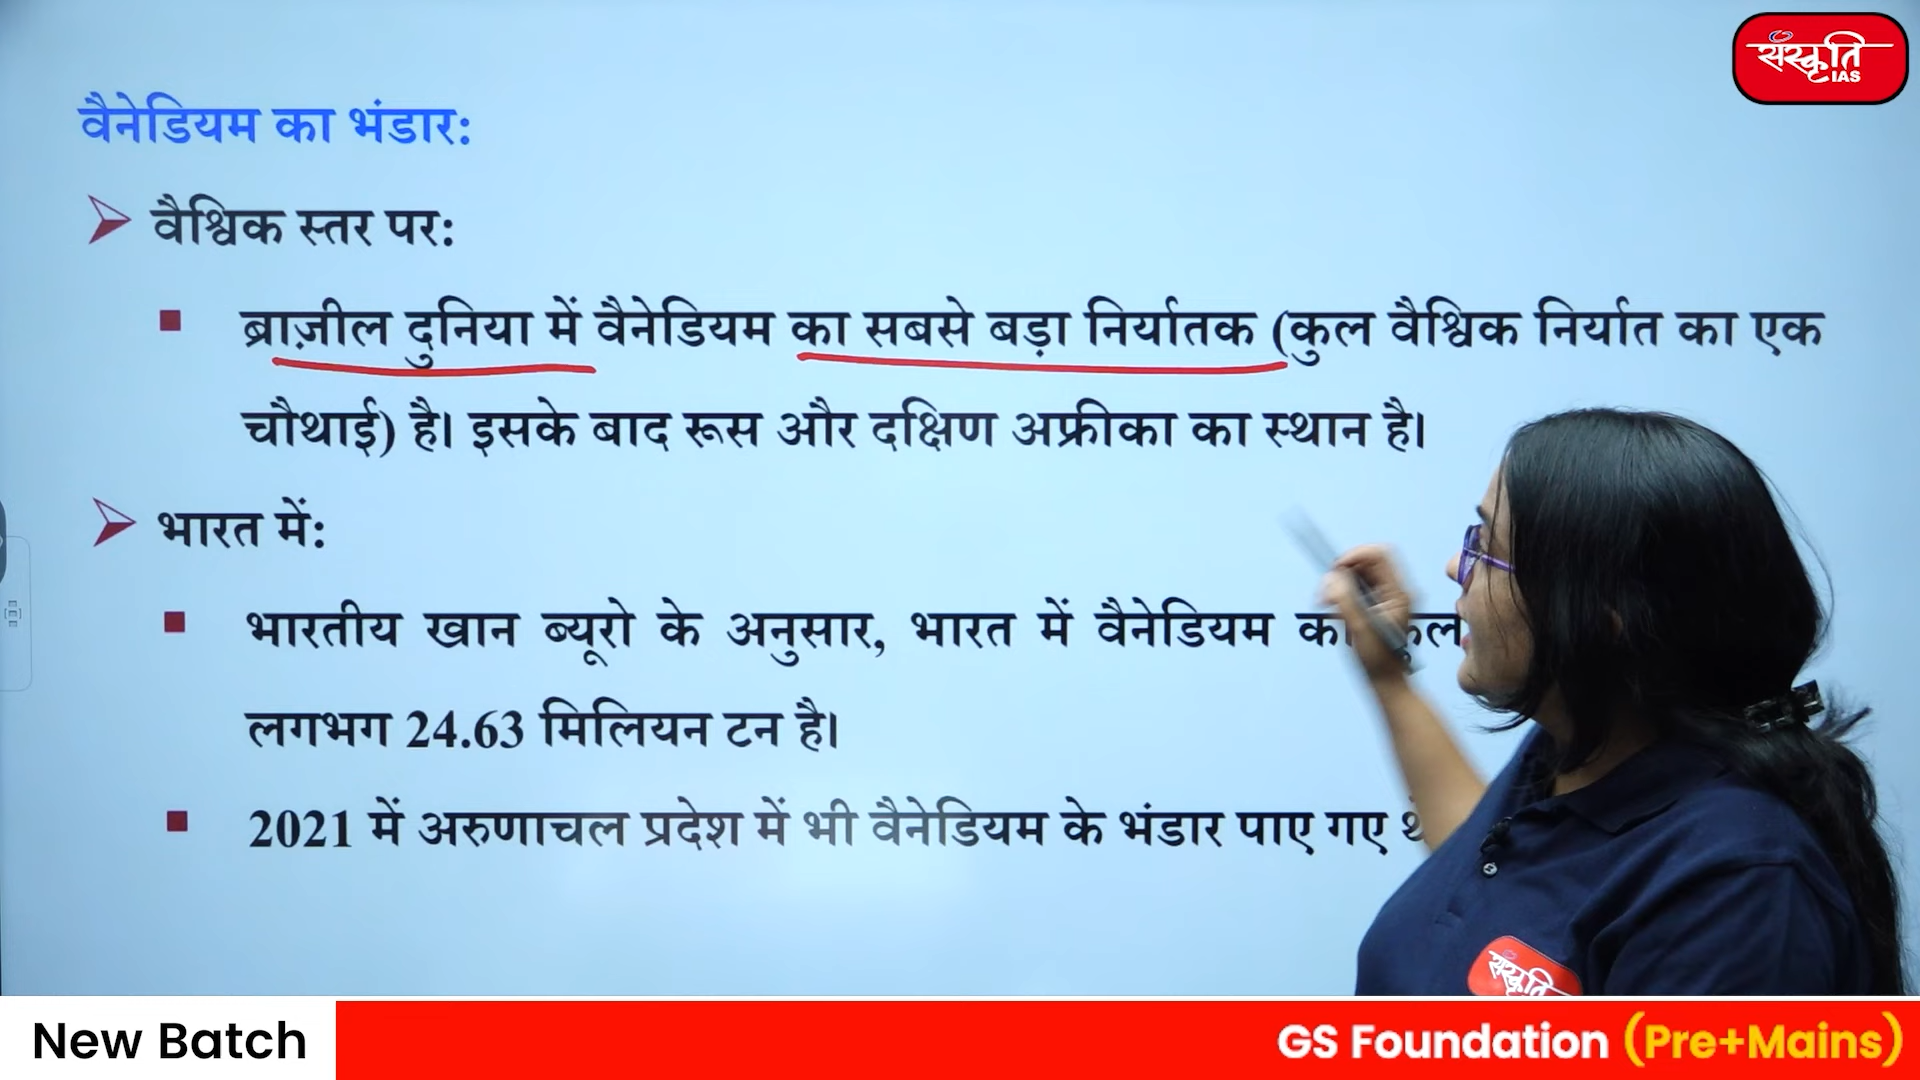 संस्कृति
IAS
वैनेडियम का भंडार:
वैश्विक स्तर पर:
ब्राज़ील दुनिया में वैनेडियम का सबसे बड़ा निर्यातक (कुल वैश्विक निर्यात का एक
चौथाई) है। इसके बाद रूस और दक्षिण अफ्रीका का स्थान है।
भारत में:
भारतीय खान ब्यूरो के अनुसार, भारत में वैनेडियम का कुल
लगभग 24.63 मिलियन टन है।
2021 में अरुणाचल प्रदेश में भी वैनेडियम के भंडार पाए गए
संस्कृति
New Batch GS Foundation (Pre+Mains)